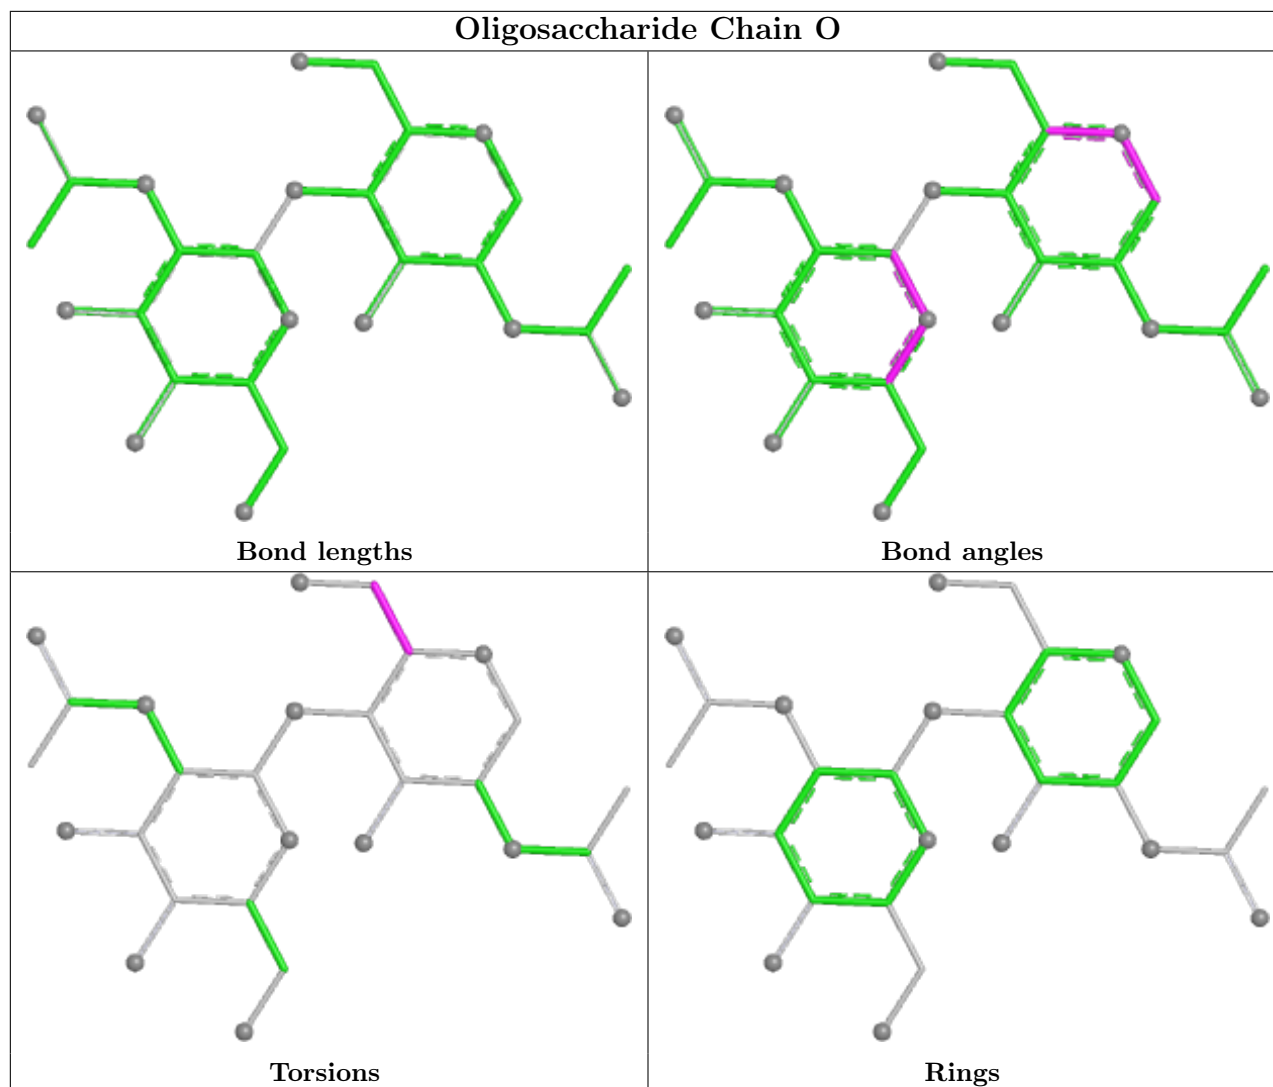 Oligosaccharide Chain O
Bond lengths
Bond angles
Torsions
Rings